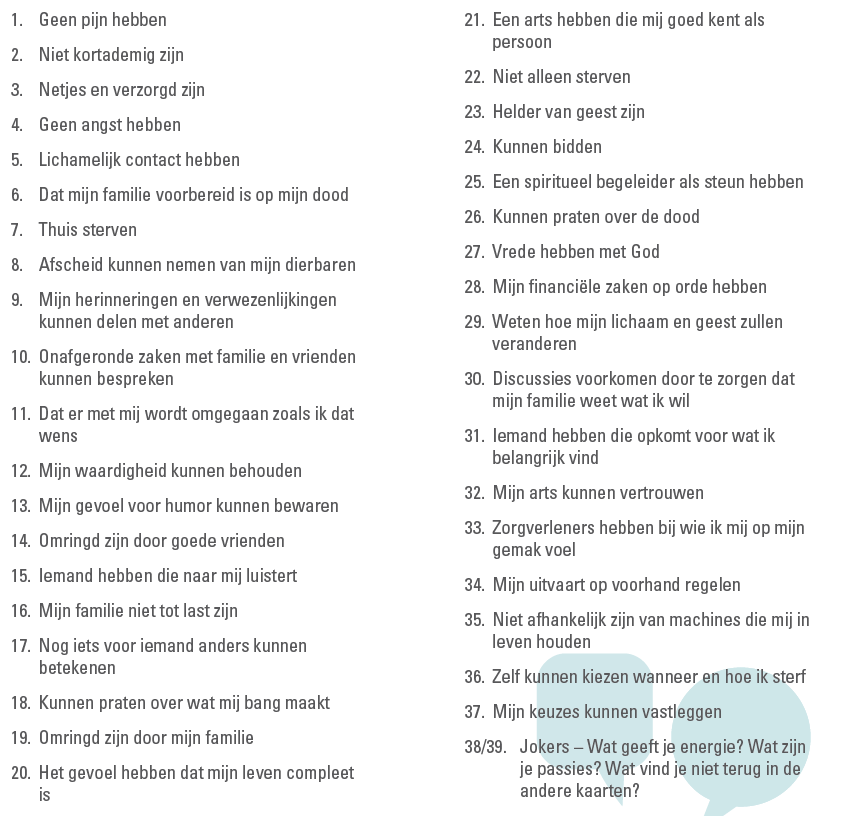 1. Geen pijn hebben
2. Niet kortademig zijn
3. Netjes en verzorgd zijn
4. Geen angst hebben
5. Lichamelijk contact hebben
6. Dat mijn familie voorbereid is op mijn dood
7. Thuis sterven
8. Afscheid kunnen nemen van mijn dierbaren
9. Mijn herinneringen en verwezenlijkingen
kunnen delen met anderen
10. Onafgeronde zaken met familie en vrienden
kunnen bespreken
11. Dat er met mij wordt omgegaan zoals ik dat
wens
12. Mijn waardigheid kunnen behouden
13. Mijn gevoel voor humor kunnen bewaren
14. Omringd zijn door goede vrienden
15. Iemand hebben die naar mij luistert
16. Mijn familie niet tot last zijn
17. Nog iets voor iemand anders kunnen
betekenen
18. Kunnen praten over wat mij bang maakt
19. Omringd zijn door mijn familie
20. Het gevoel hebben dat mijn leven compleet
is
21. Een arts hebben die mij goed kent als
persoon
22. Niet alleen sterven
23. Helder van geest zijn
24. Kunnen bidden
25. Een spiritueel begeleider als steun hebben
26. Kunnen praten over de dood
27. Vrede hebben met God
28. Mijn financiële zaken op orde hebben
29. Weten hoe mijn lichaam en geest zullen
veranderen
30. Discussies voorkomen door te zorgen dat
mijn familie weet wat ik wil
31. Iemand hebben die opkomt voor wat ik
belangrijk vind
32. Mijn arts kunnen vertrouwen
33. Zorgverleners hebben bij wie ik mij op mijn
gemak voel
34. Mijn uitvaart op voorhand regelen
35. Niet afhankelijk zijn van machines die mij in
leven houden
36. Zelf kunnen kiezen wanneer en hoe ik sterf
37. Mijn keuzes kunnen vastleggen
38/39. Jokers – Wat geeft je energie? Wat zijn
je passies? Wat vind je niet terug in de
andere kaarten?